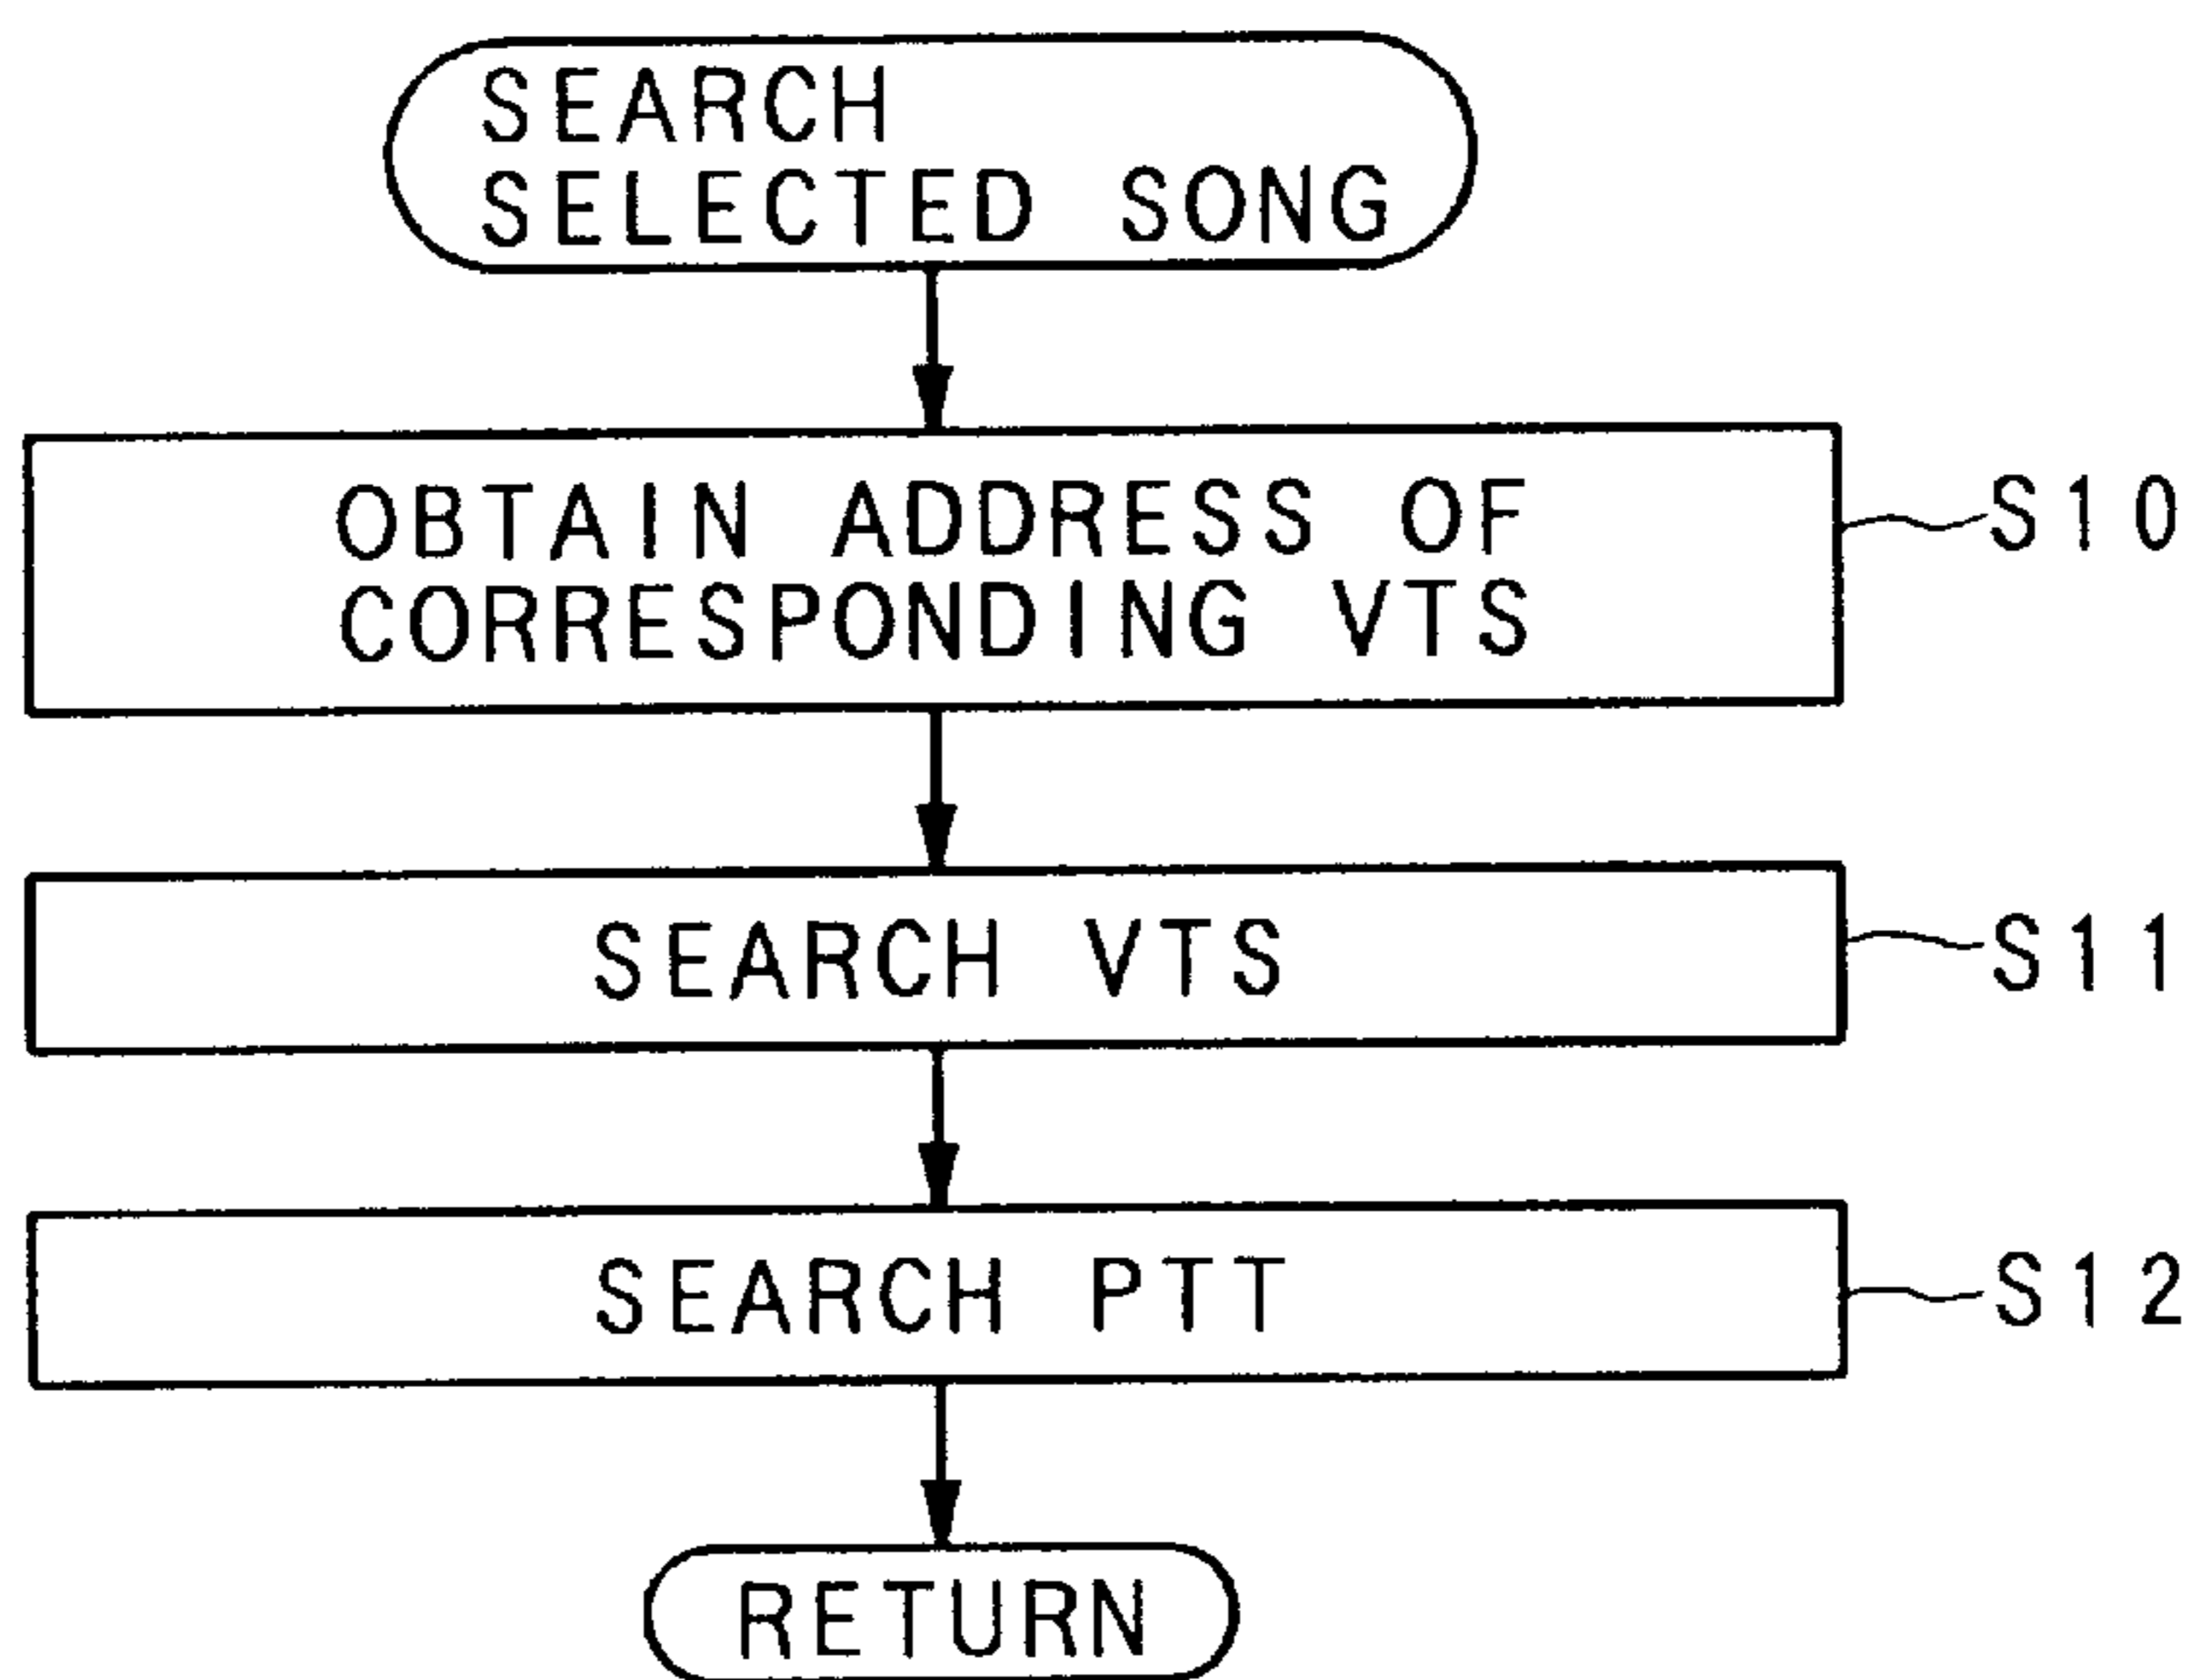 SEARCH
SELECTED SONG
OBTAIN ADDRESS OF
CORRESPONDING VTS
S10
SEARCH VTS
S11
SEARCH PTT
S12
RETURN